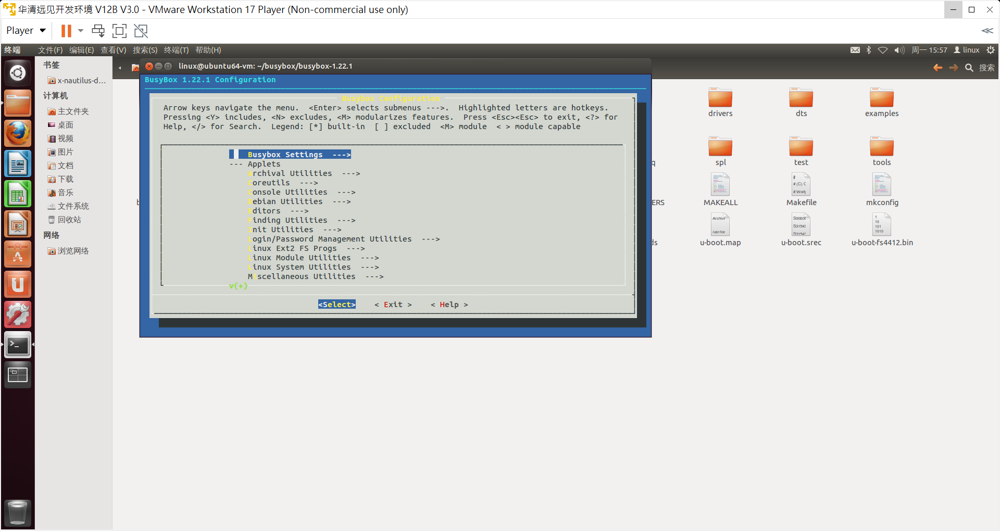 华清远见开发环境 V12B V3.0 - VMware Workstation 17 Player (Non-commercial use only)
Player
终端 文件(F) 编辑(E) 查看(V) 搜索(S) 终端(T) 帮助(H) 周一 15:57 linux
书签
x-nautilus-d...
计算机
主文件夹
桌面
视频
图片
文档
下载
音乐
文件系统
回收站
网络
浏览网络
搜索
linux@ubuntu64-vm: ~/busybox/busybox-1.22.1
BusyBox 1.22.1 Configuration
Busybox Configuration
Arrow keys navigate the menu.  <Enter> selects submenus --->.  Highlighted letters are hotkeys.
Pressing <Y> includes, <N> excludes, <M> modularizes features.  Press <Esc><Esc> to exit, <?> for
Help, </> for Search.  Legend: [*] built-in  [ ] excluded  <M> module  < > module capable
Busybox Settings  --->
--- Applets
Archival Utilities  --->
Coreutils  --->
Console Utilities  --->
Debian Utilities  --->
Editors  --->
Finding Utilities  --->
Init Utilities  --->
Login/Password Management Utilities  --->
Linux Ext2 FS Progs  --->
Linux Module Utilities  --->
Linux System Utilities  --->
Miscellaneous Utilities  --->
v(+)
<Select>    < Exit >    < Help >
drivers dts examples
q spl test tools
ERS MAKEALL Makefile mkconfig
ds u-boot.map u-boot.srec u-boot-fs4412.bin